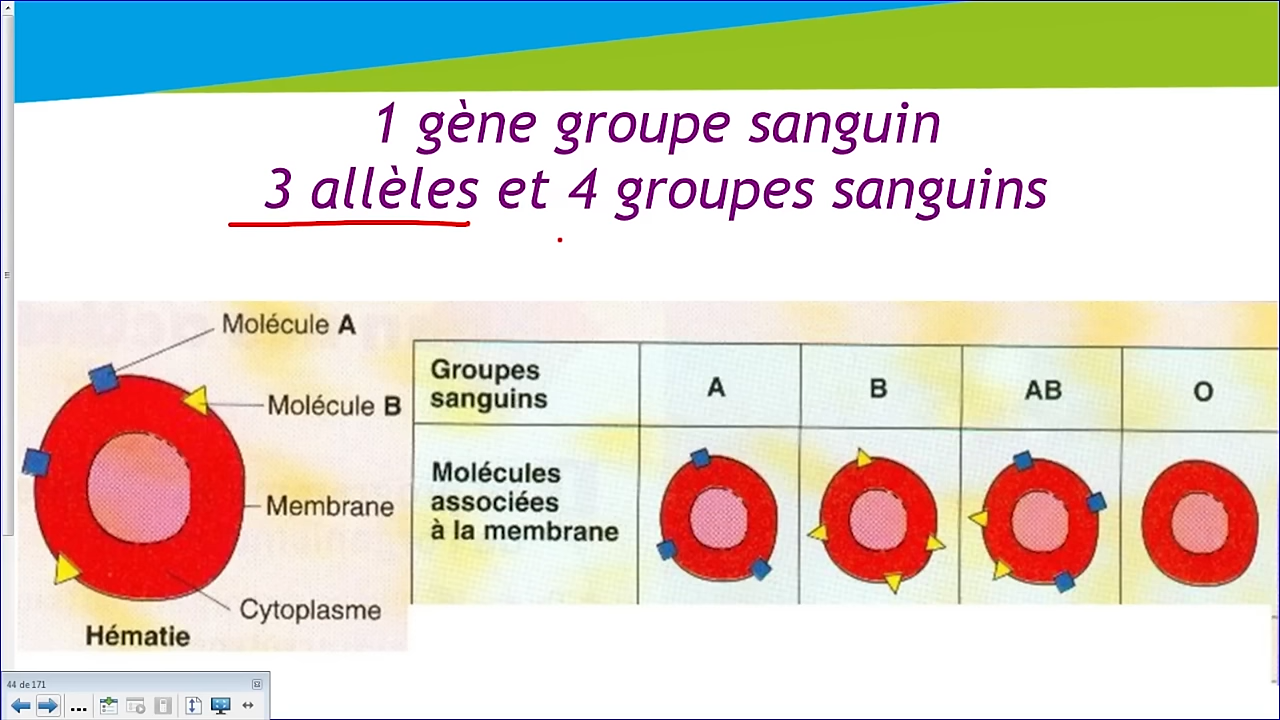 1 gène groupe sanguin
3 allèles et 4 groupes sanguins
Molécule A
Molécule B
Membrane
Cytoplasme
Hématie
Groupes
sanguins
A
B
AB
O
Molécules
associées
à la membrane
44 de 171